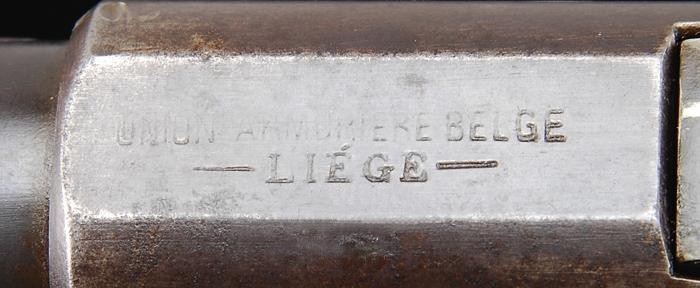 UNION ARMURIERE BELGE
— LIÉGE —